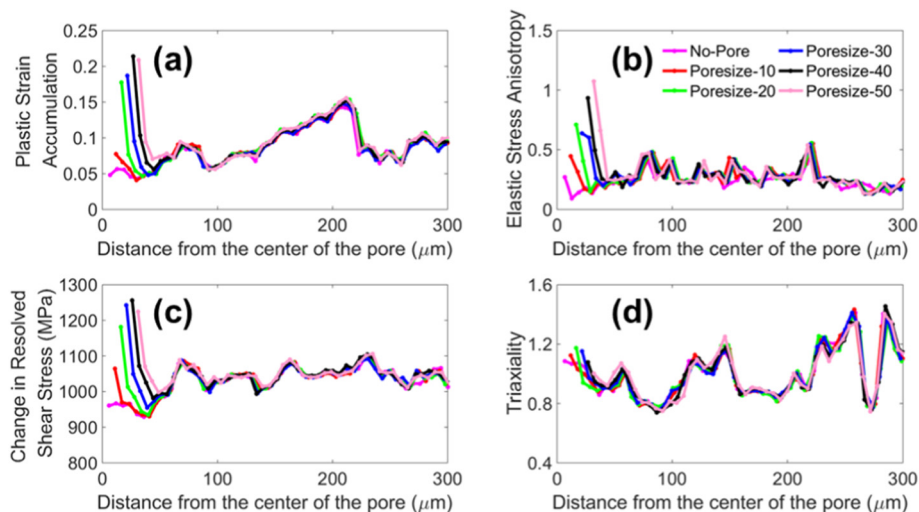 (a)
Plastic Strain
Accumulation
0.25
0.2
0.15
0.1
0.05
0
0 100 200 300
Distance from the center of the pore (μm)
(b)
Elastic Stress Anisotropy
1.5
1
0.5
0
No-Pore
Poresize-10
Poresize-20
Poresize-30
Poresize-40
Poresize-50
0 100 200 300
Distance from the center of the pore (μm)
(c)
Change in Resolved
Shear Stress (MPa)
1300
1200
1100
1000
900
800
0 100 200 300
Distance from the center of the pore (μm)
(d)
Triaxiality
1.6
1.2
0.8
0.4
0 100 200 300
Distance from the center of the pore (μm)